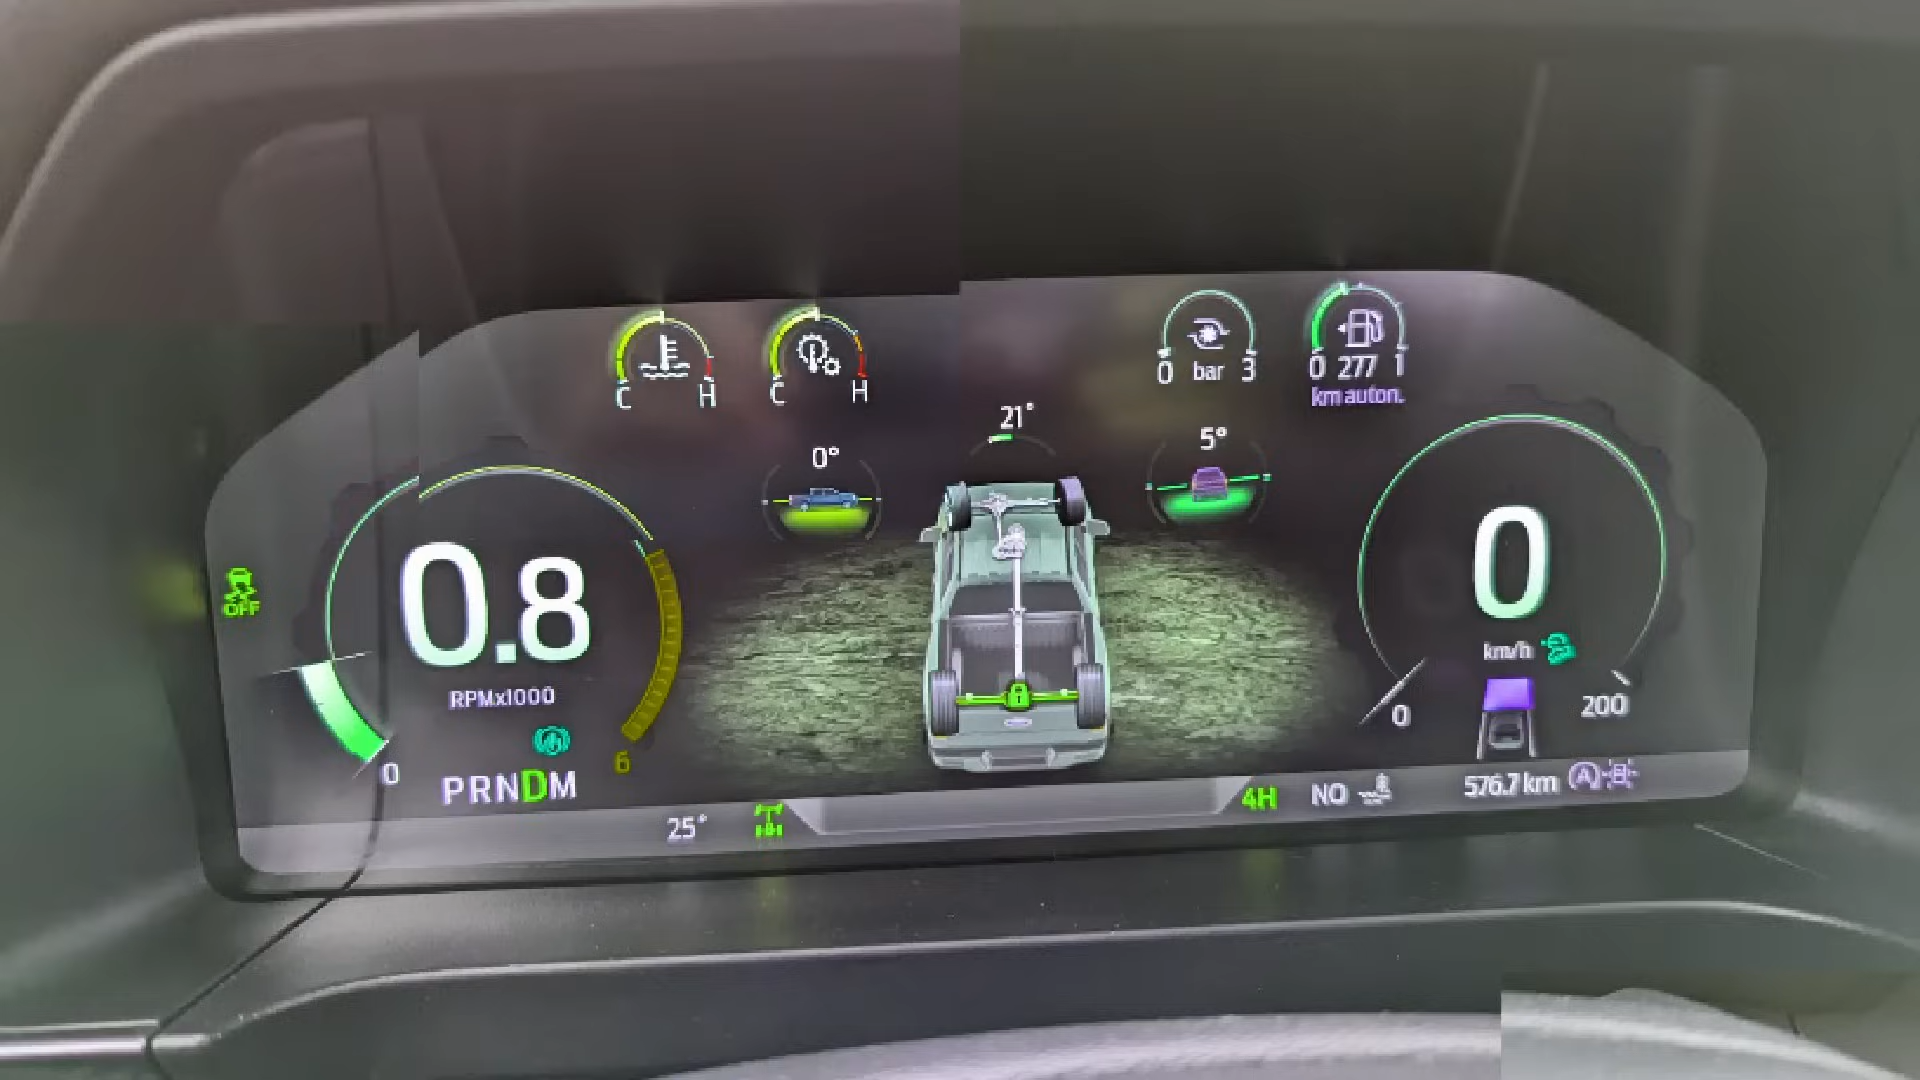 C H
C H
0 bar 3
0 277 1
km auton.
0°
21°
5°
OFF
0.8
RPMx1000
0
6
PRNDM
0
km/h
0
200
25°
4H
NO
576.7 km
A